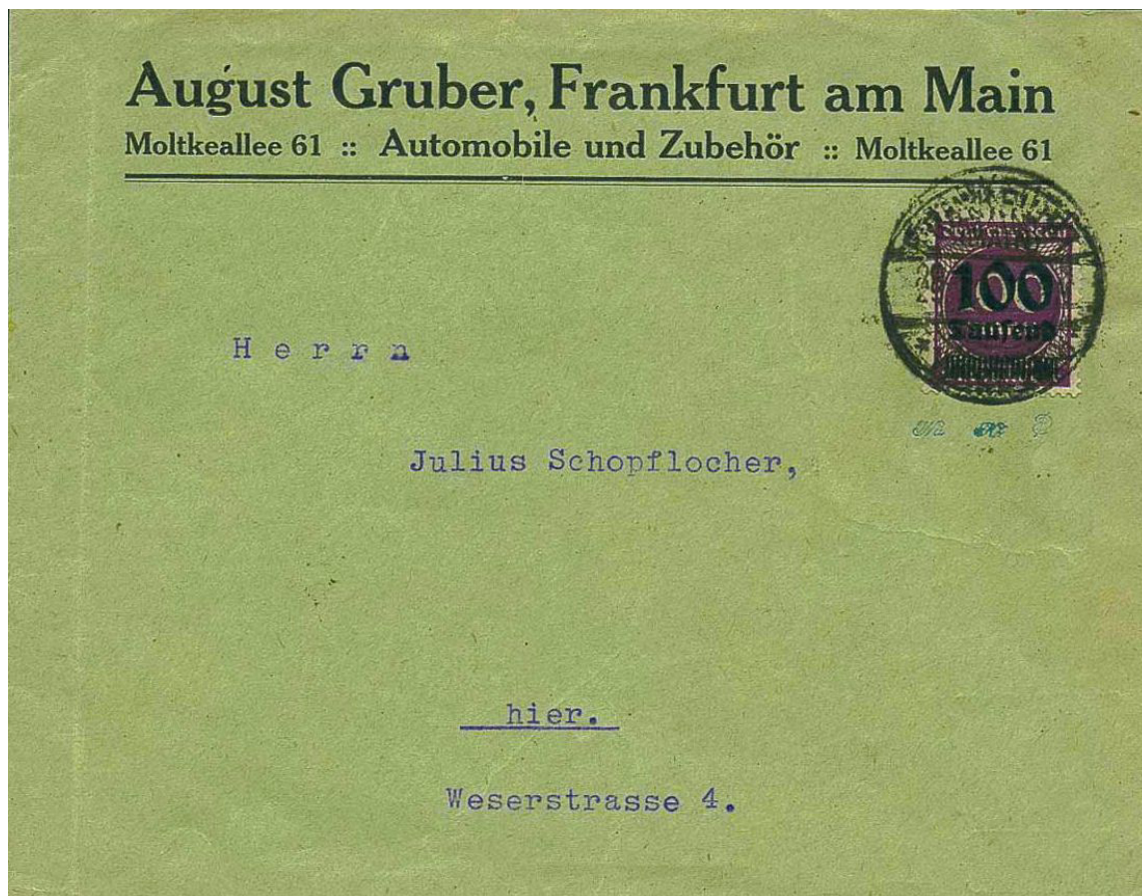 August Gruber, Frankfurt am Main
Moltkeallee 61 :: Automobile und Zubehör :: Moltkeallee 61
100
Tausend
Herrn
Julius Schopflocher,
hier.
Weserstrasse 4.